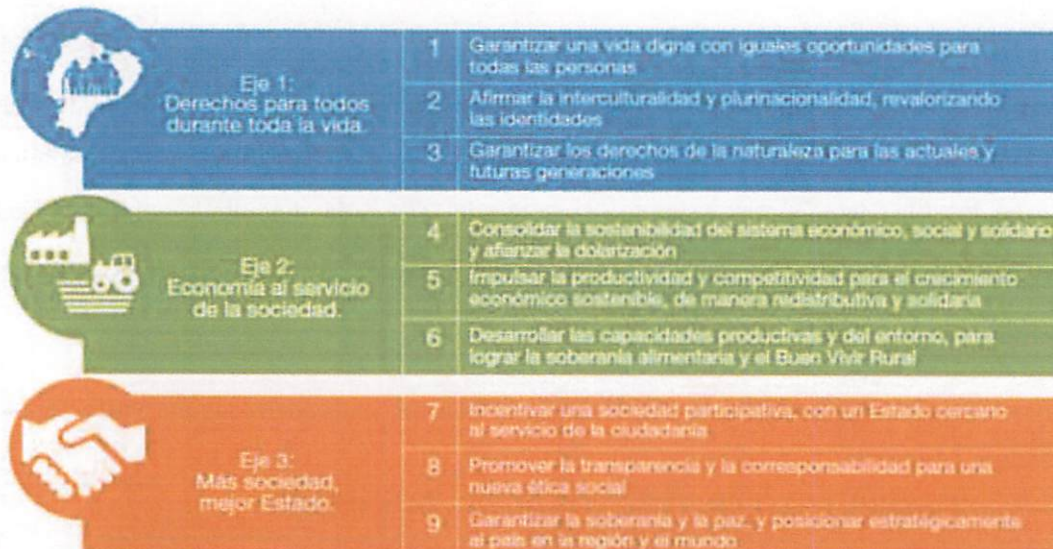 Eje 1:
Derechos para todos
durante toda la vida.
1 Garantizar una vida digna con iguales oportunidades para
todas las personas
2 Afirmar la interculturalidad y plurinacionalidad, revalorizando
las identidades
3 Garantizar los derechos de la naturaleza para las actuales y
futuras generaciones
Eje 2:
Economía al servicio
de la sociedad.
4 Consolidar la sostenibilidad del sistema económico, social y solidario
y afianzar la dolarización
5 Impulsar la productividad y competitividad para el crecimiento
económico sostenible, de manera redistributiva y solidaria
6 Desarrollar las capacidades productivas y del entorno, para
lograr la soberanía alimentaria y el Buen Vivir Rural
Eje 3:
Más sociedad,
mejor Estado.
7 Incentivar una sociedad participativa, con un Estado cercano
al servicio de la ciudadanía
8 Promover la transparencia y la corresponsabilidad para una
nueva ética social
9 Garantizar la soberanía y la paz, y posicionar estratégicamente
al país en la región y el mundo